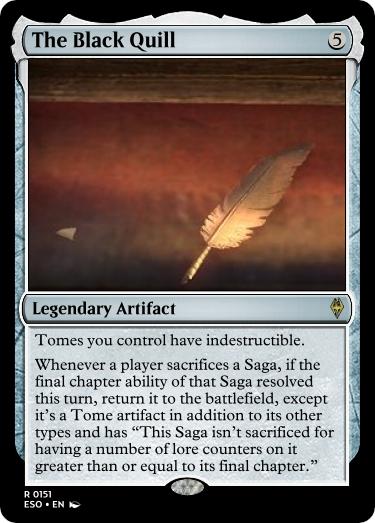 The Black Quill 5
Legendary Artifact
Tomes you control have indestructible.
Whenever a player sacrifices a Saga, if the
final chapter ability of that Saga resolved
this turn, return it to the battlefield, except
it's a Tome artifact in addition to its other
types and has “This Saga isn't sacrificed for
having a number of lore counters on it
greater than or equal to its final chapter.”
R 0151
ESO • EN